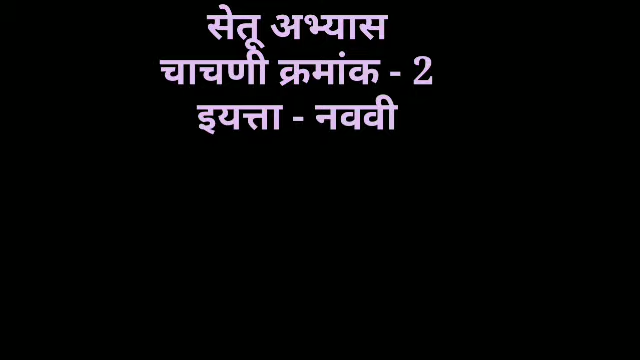 सेतू अभ्यास
चाचणी क्रमांक - 2
इयत्ता - नववी